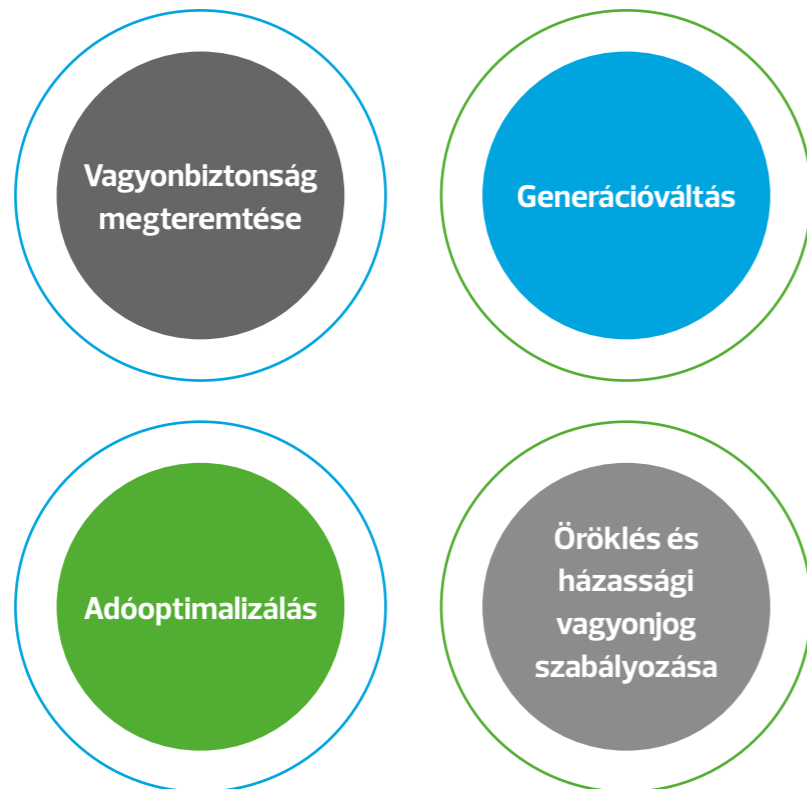 Vagyonbiztonság
megteremtése
Generációváltás
Adóoptimalizálás
Öröklés és
házassági
vagyonjog
szabályozása